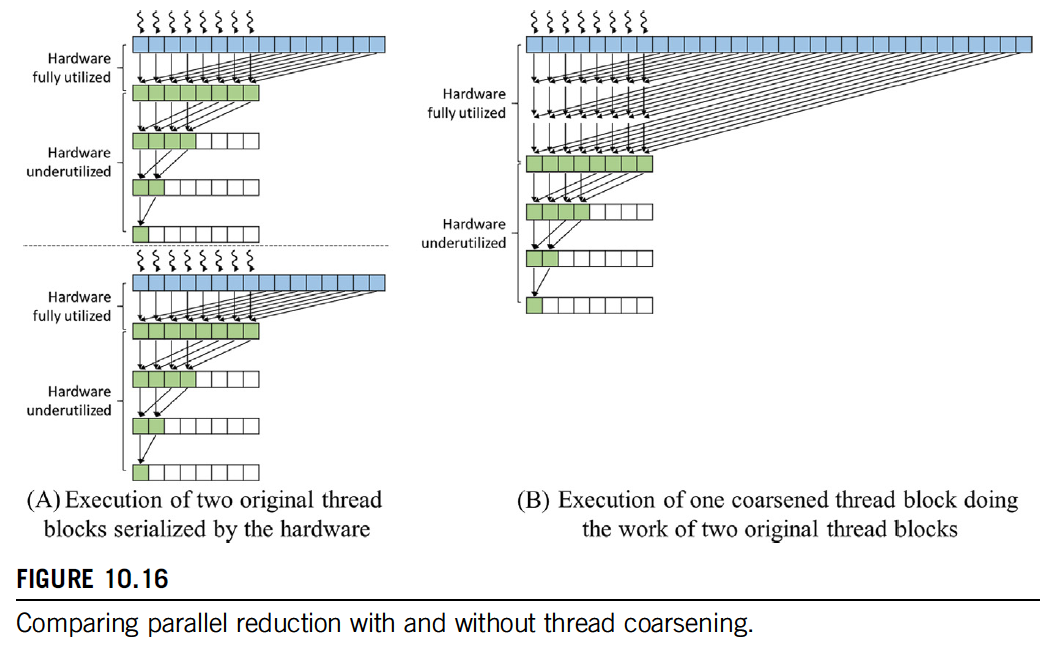 Hardware
fully utilized
Hardware
underutilized
Hardware
fully utilized
Hardware
underutilized
(A) Execution of two original thread
blocks serialized by the hardware
Hardware
fully utilized
Hardware
underutilized
(B) Execution of one coarsened thread block doing
the work of two original thread blocks
FIGURE 10.16
Comparing parallel reduction with and without thread coarsening.